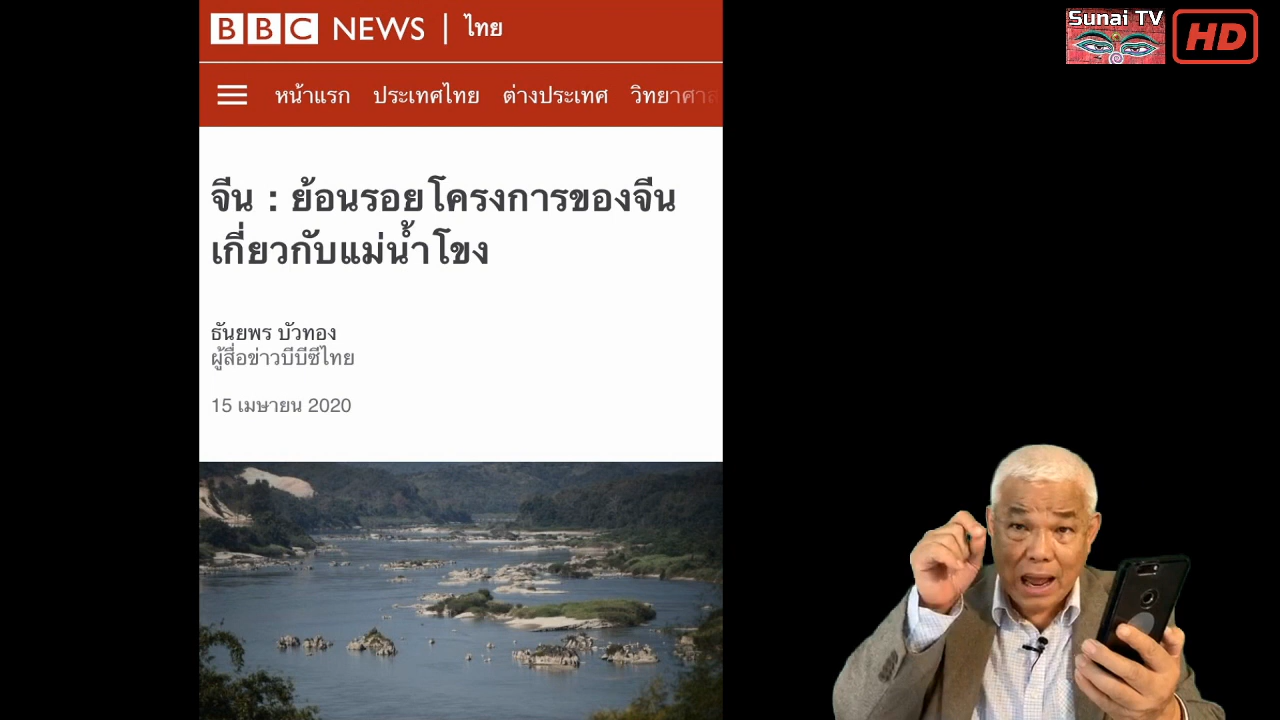 BBC NEWS | ไทย
Sunai TV
HD
หน้าแรก ประเทศไทย ต่างประเทศ
จีน : ย้อนรอยโครงการของจีน
เกี่ยวกับแม่น้ำโขง
ธันยพร บัวทอง
ผู้สื่อข่าวบีบีซีไทย
15 เมษายน 2020